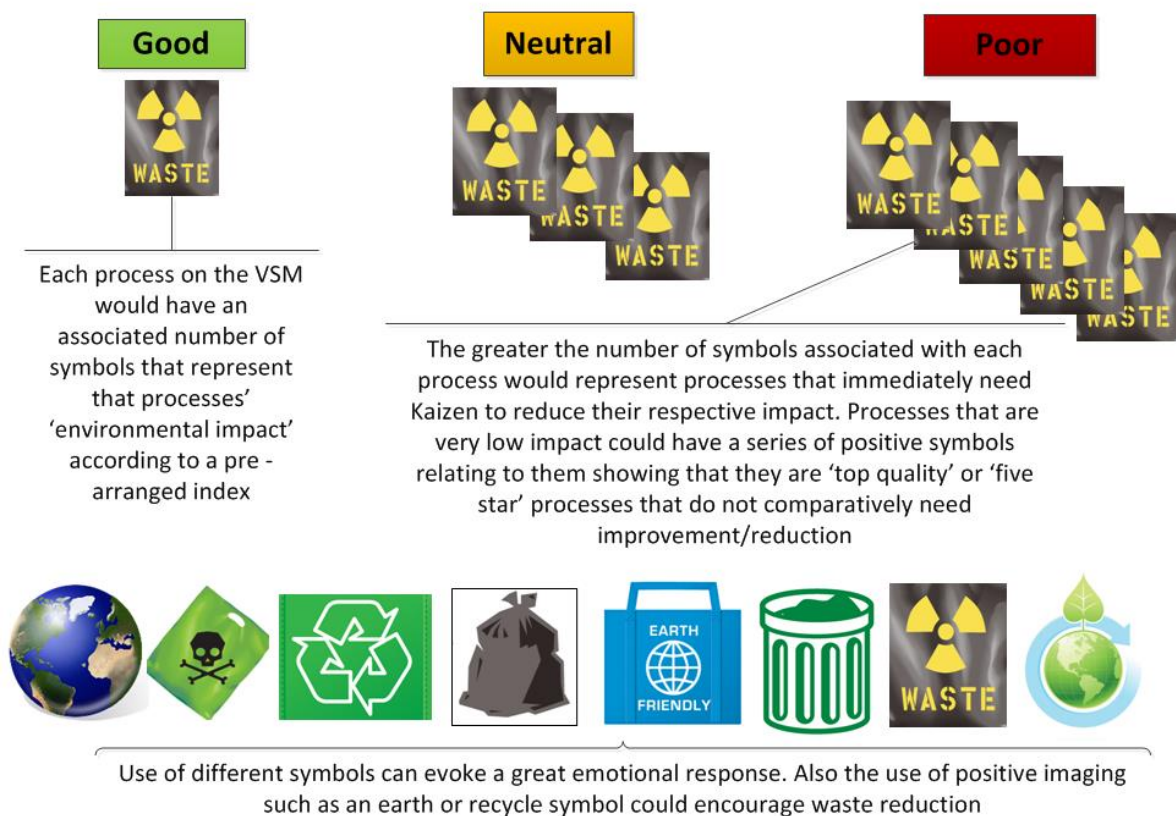 Good
Neutral
Poor
WASTE
WASTE
WASTE
WASTE
WASTE
WASTE
WASTE
WASTE
WASTE
Each process on the VSM
would have an
associated number of
symbols that represent
that processes’
‘environmental impact’
according to a pre -
arranged index
The greater the number of symbols associated with each
process would represent processes that immediately need
Kaizen to reduce their respective impact. Processes that are
very low impact could have a series of positive symbols
relating to them showing that they are ‘top quality’ or ‘five
star’ processes that do not comparatively need
improvement/reduction
EARTH
FRIENDLY
WASTE
Use of different symbols can evoke a great emotional response. Also the use of positive imaging
such as an earth or recycle symbol could encourage waste reduction